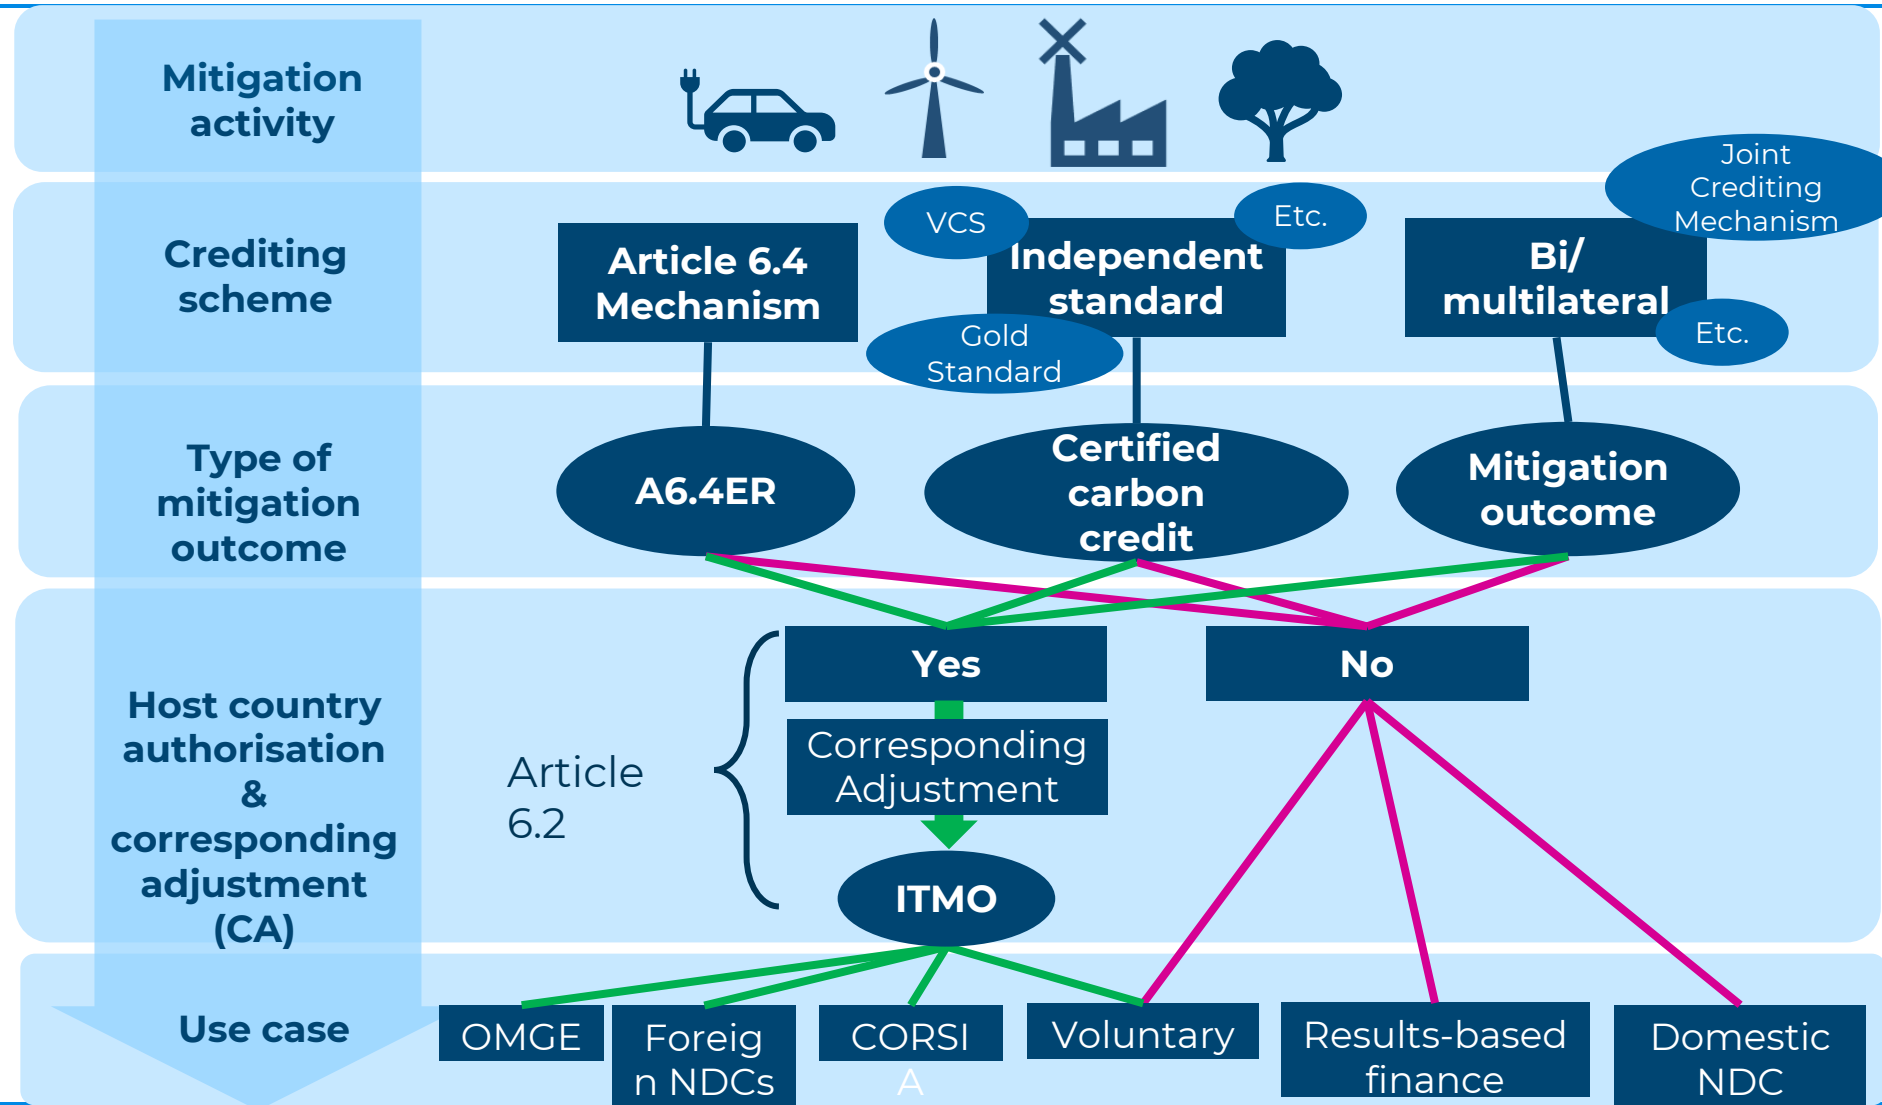 Mitigation
activity
Joint
Crediting
Mechanism
Crediting
scheme
Article 6.4
Mechanism
VCS
Etc.
Independent
standard
Gold
Standard
Bi/
multilateral
Etc.
Type of
mitigation
outcome
A6.4ER
Certified
carbon
credit
Mitigation
outcome
Host country
authorisation
&
corresponding
adjustment
(CA)
Article
6.2
Yes
No
Corresponding
Adjustment
ITMO
Use case
OMGE
Foreig
n NDCs
CORSI
A
Voluntary
Results-based
finance
Domestic
NDC